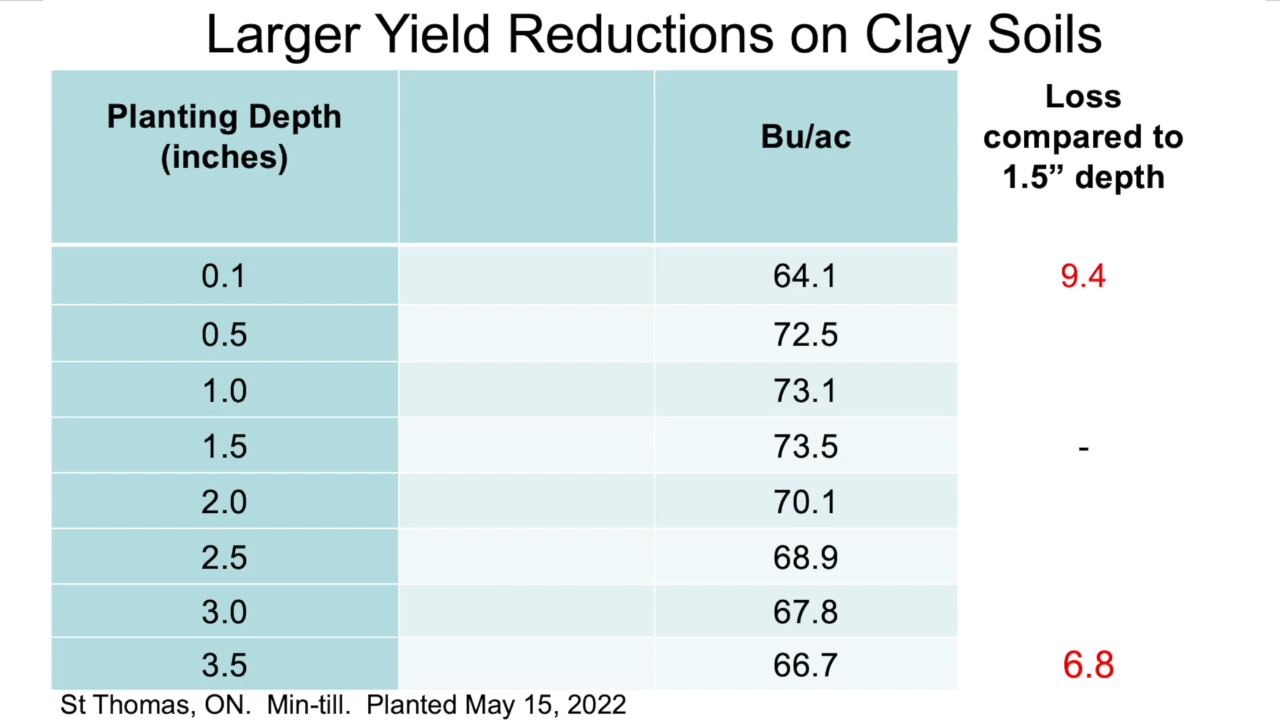 Larger Yield Reductions on Clay Soils
Planting Depth
(inches)
Bu/ac
Loss
compared to
1.5” depth
0.1 64.1 9.4
0.5 72.5
1.0 73.1
1.5 73.5 -
2.0 70.1
2.5 68.9
3.0 67.8
3.5 66.7 6.8
St Thomas, ON. Min-till. Planted May 15, 2022